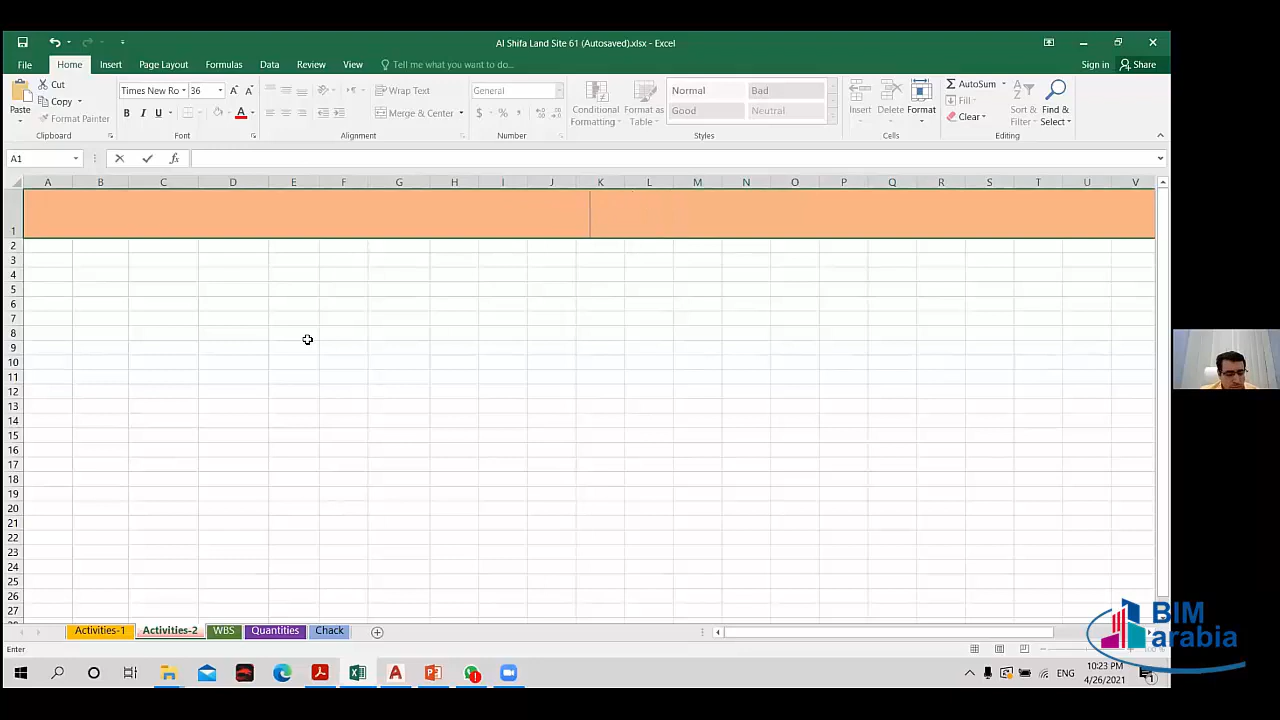 Al Shifa Land Site 61 (Autosaved).xlsx - Excel
File Home Insert Page Layout Formulas Data Review View Tell me what you want to do... Sign in Share
Paste Cut Copy Format Painter
Times New Ro 36
B I U A
Wrap Text
Merge & Center
General
$ %
Conditional Formatting
Format as Table
Normal Bad
Good Neutral
Insert Delete Format
AutoSum
Fill
Clear
Sort & Filter
Find & Select
Clipboard Font Alignment Number Styles Cells Editing
A1 fx
A B C D E F G H I J K L M N O P Q R S T U V
1
2
3
4
5
6
7
8
9
10
11
12
13
14
15
16
17
18
19
20
21
22
23
24
25
26
27
Activities-1 Activities-2 WBS Quantities Chack
Enter
BIM
arabia
ENG
10:23 PM
4/26/2021